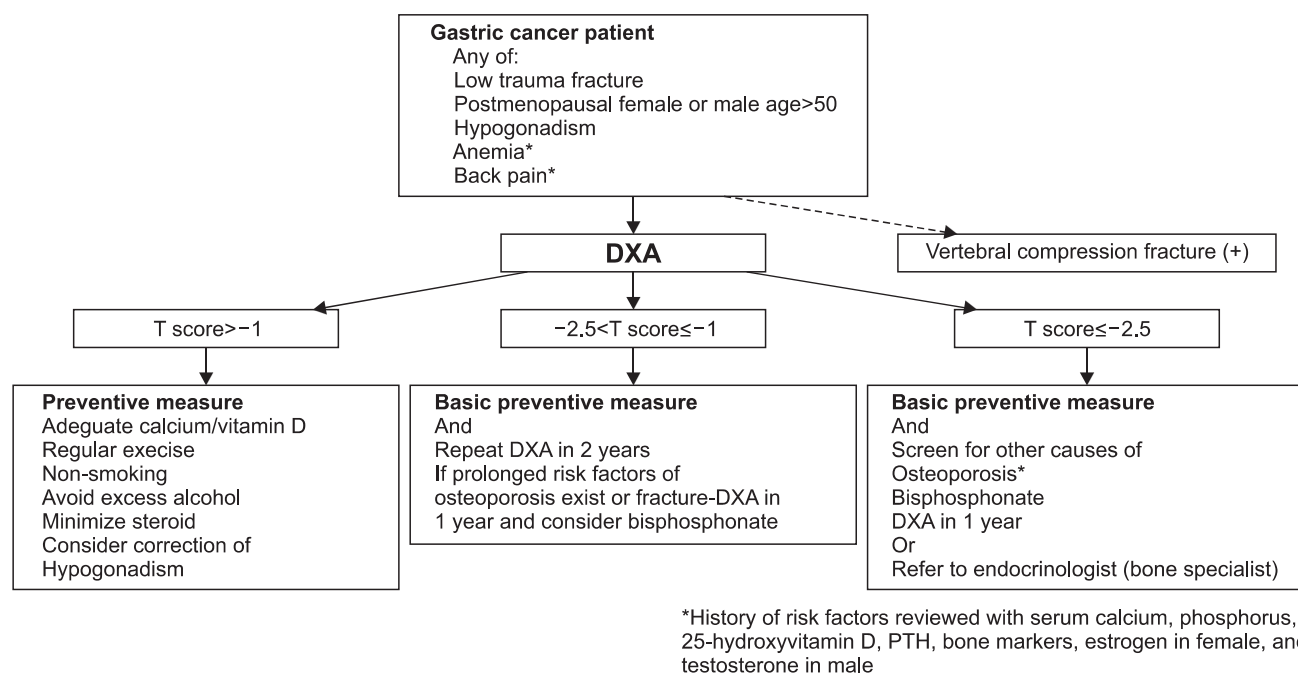 Gastric cancer patient
Any of:
Low trauma fracture
Postmenopausal female or male age>50
Hypogonadism
Anemia*
Back pain*
DXA
Vertebral compression fracture (+)
T score>−1
−2.5<T score≤−1
T score≤−2.5
Preventive measure
Adeguate calcium/vitamin D
Regular execise
Non-smoking
Avoid excess alcohol
Minimize steroid
Consider correction of
Hypogonadism
Basic preventive measure
And
Repeat DXA in 2 years
If prolonged risk factors of
osteoporosis exist or fracture-DXA in
1 year and consider bisphosphonate
Basic preventive measure
And
Screen for other causes of
Osteoporosis*
Bisphosphonate
DXA in 1 year
Or
Refer to endocrinologist (bone specialist)
*History of risk factors reviewed with serum calcium, phosphorus,
25-hydroxyvitamin D, PTH, bone markers, estrogen in female, and
testosterone in male